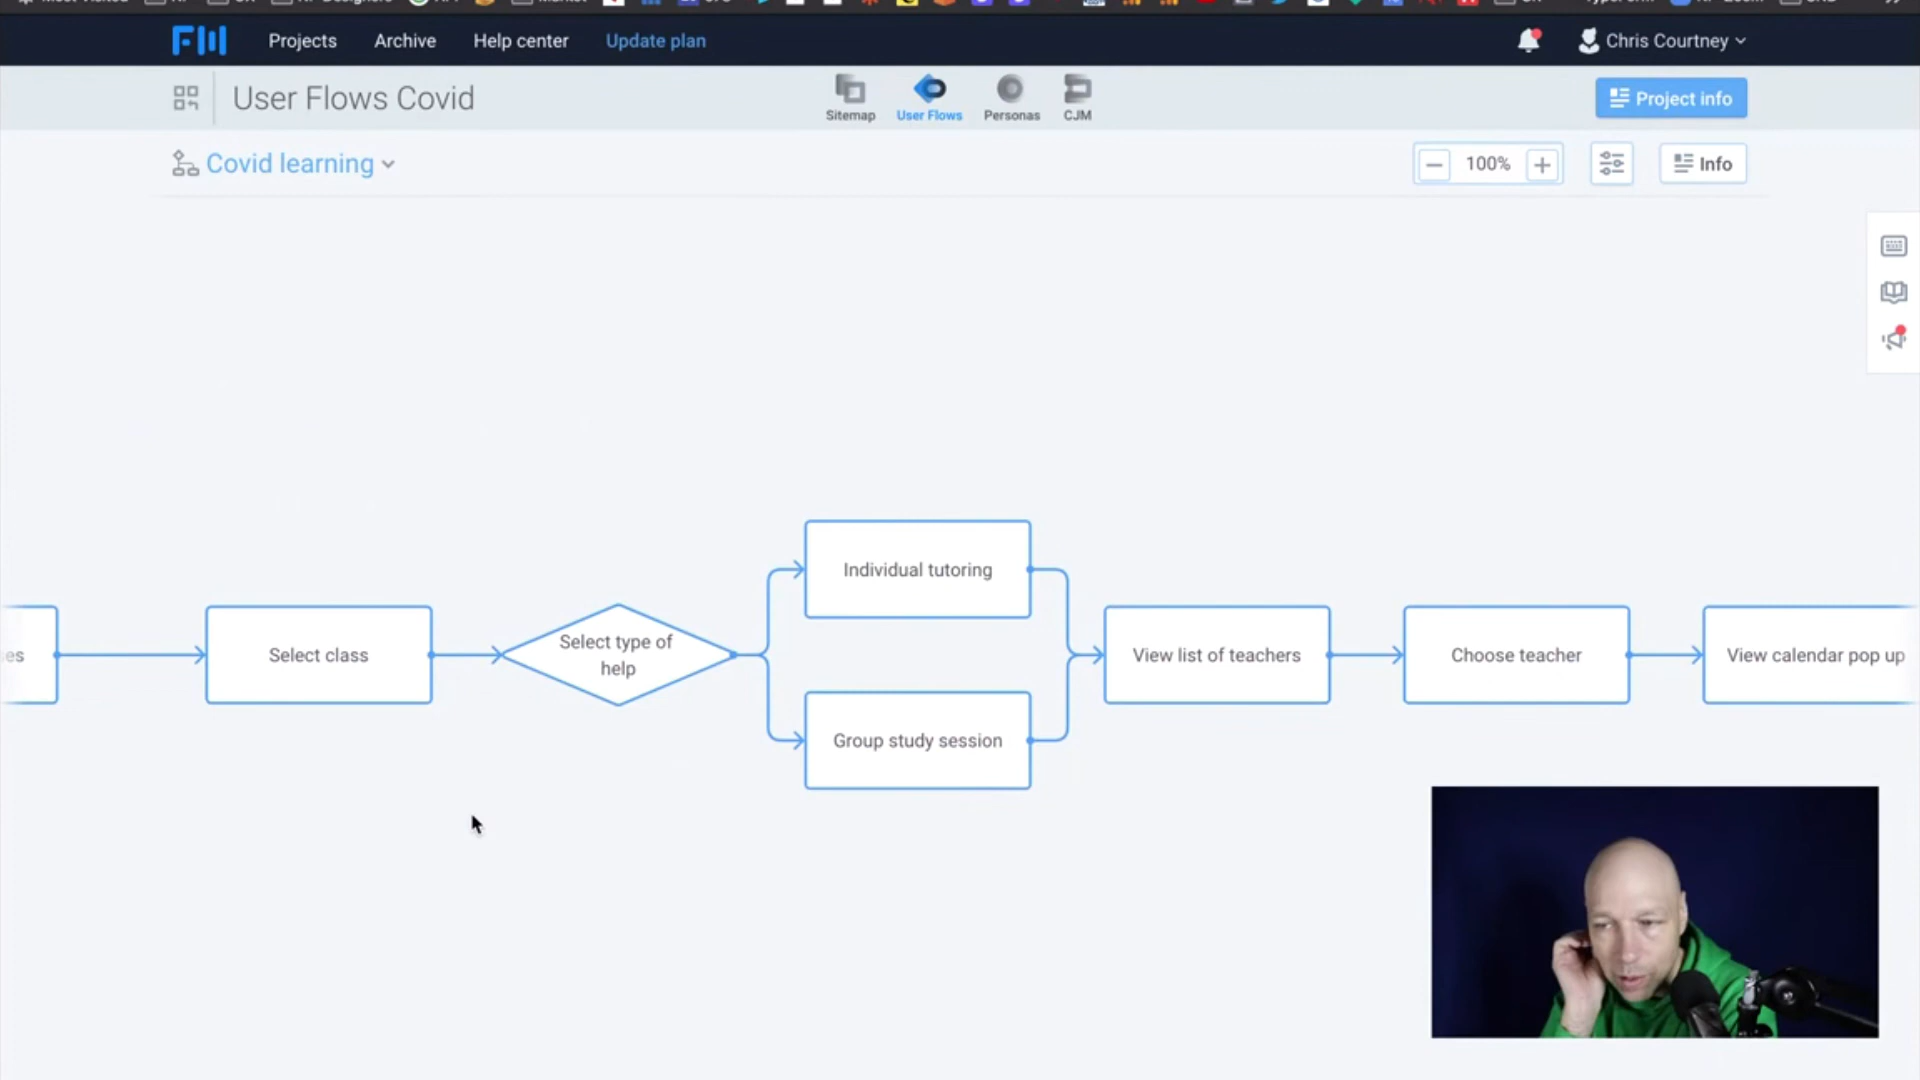 Most Visited
Projects
Archive
Help center
Update plan
Chris Courtney
User Flows Covid
Sitemap
User Flows
Personas
CJM
Project info
Covid learning
100%
Info
es
Select class
Select type of
help
Individual tutoring
Group study session
View list of teachers
Choose teacher
View calendar pop up